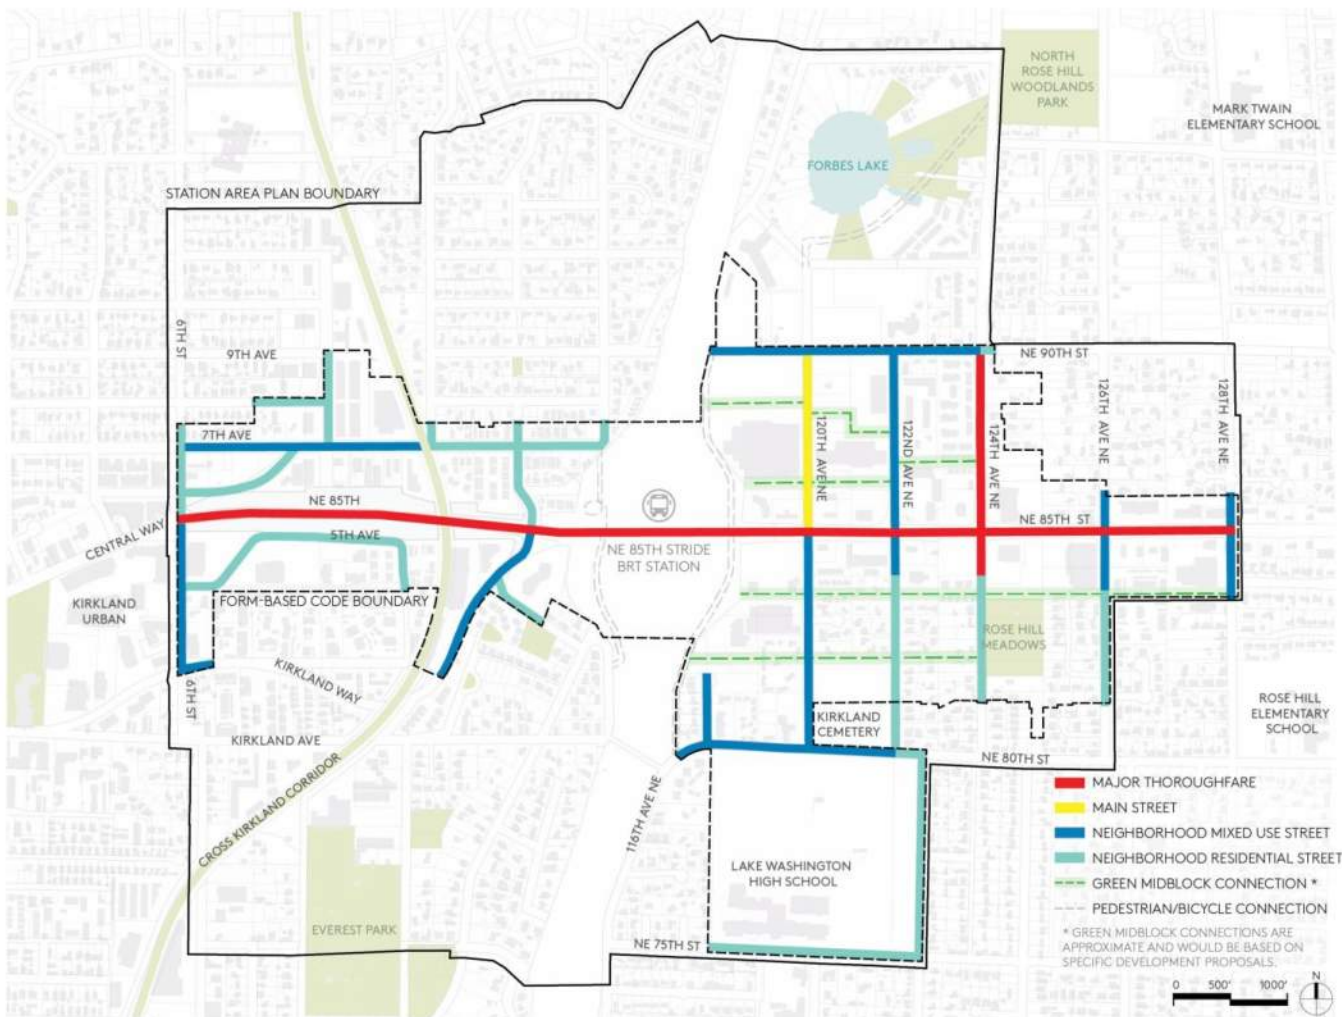 NORTH
ROSE HILL
WOODLANDS
PARK
MARK TWAIN
ELEMENTARY SCHOOL
FORBES LAKE
STATION AREA PLAN BOUNDARY
6TH ST
9TH AVE
NE 90TH ST
7TH AVE
120TH AVE NE
122ND AVE NE
124TH AVE NE
126TH AVE NE
128TH AVE NE
NE 85TH
NE 85TH ST
CENTRAL WAY
5TH AVE
NE 85TH STRIDE
BRT STATION
KIRKLAND
URBAN
FORM-BASED CODE BOUNDARY
ROSE HILL
MEADOWS
KIRKLAND WAY
6TH ST
KIRKLAND AVE
KIRKLAND
CEMETERY
ROSE HILL
ELEMENTARY
SCHOOL
NE 80TH ST
CROSS KIRKLAND CORRIDOR
116TH AVE NE
LAKE WASHINGTON
HIGH SCHOOL
EVEREST PARK
NE 75TH ST
MAJOR THOROUGHFARE
MAIN STREET
NEIGHBORHOOD MIXED USE STREET
NEIGHBORHOOD RESIDENTIAL STREET
GREEN MIDBLOCK CONNECTION *
PEDESTRIAN/BICYCLE CONNECTION
* GREEN MIDBLOCK CONNECTIONS ARE
APPROXIMATE AND WOULD BE BASED ON
SPECIFIC DEVELOPMENT PROPOSALS.
0 500' 1000'
N